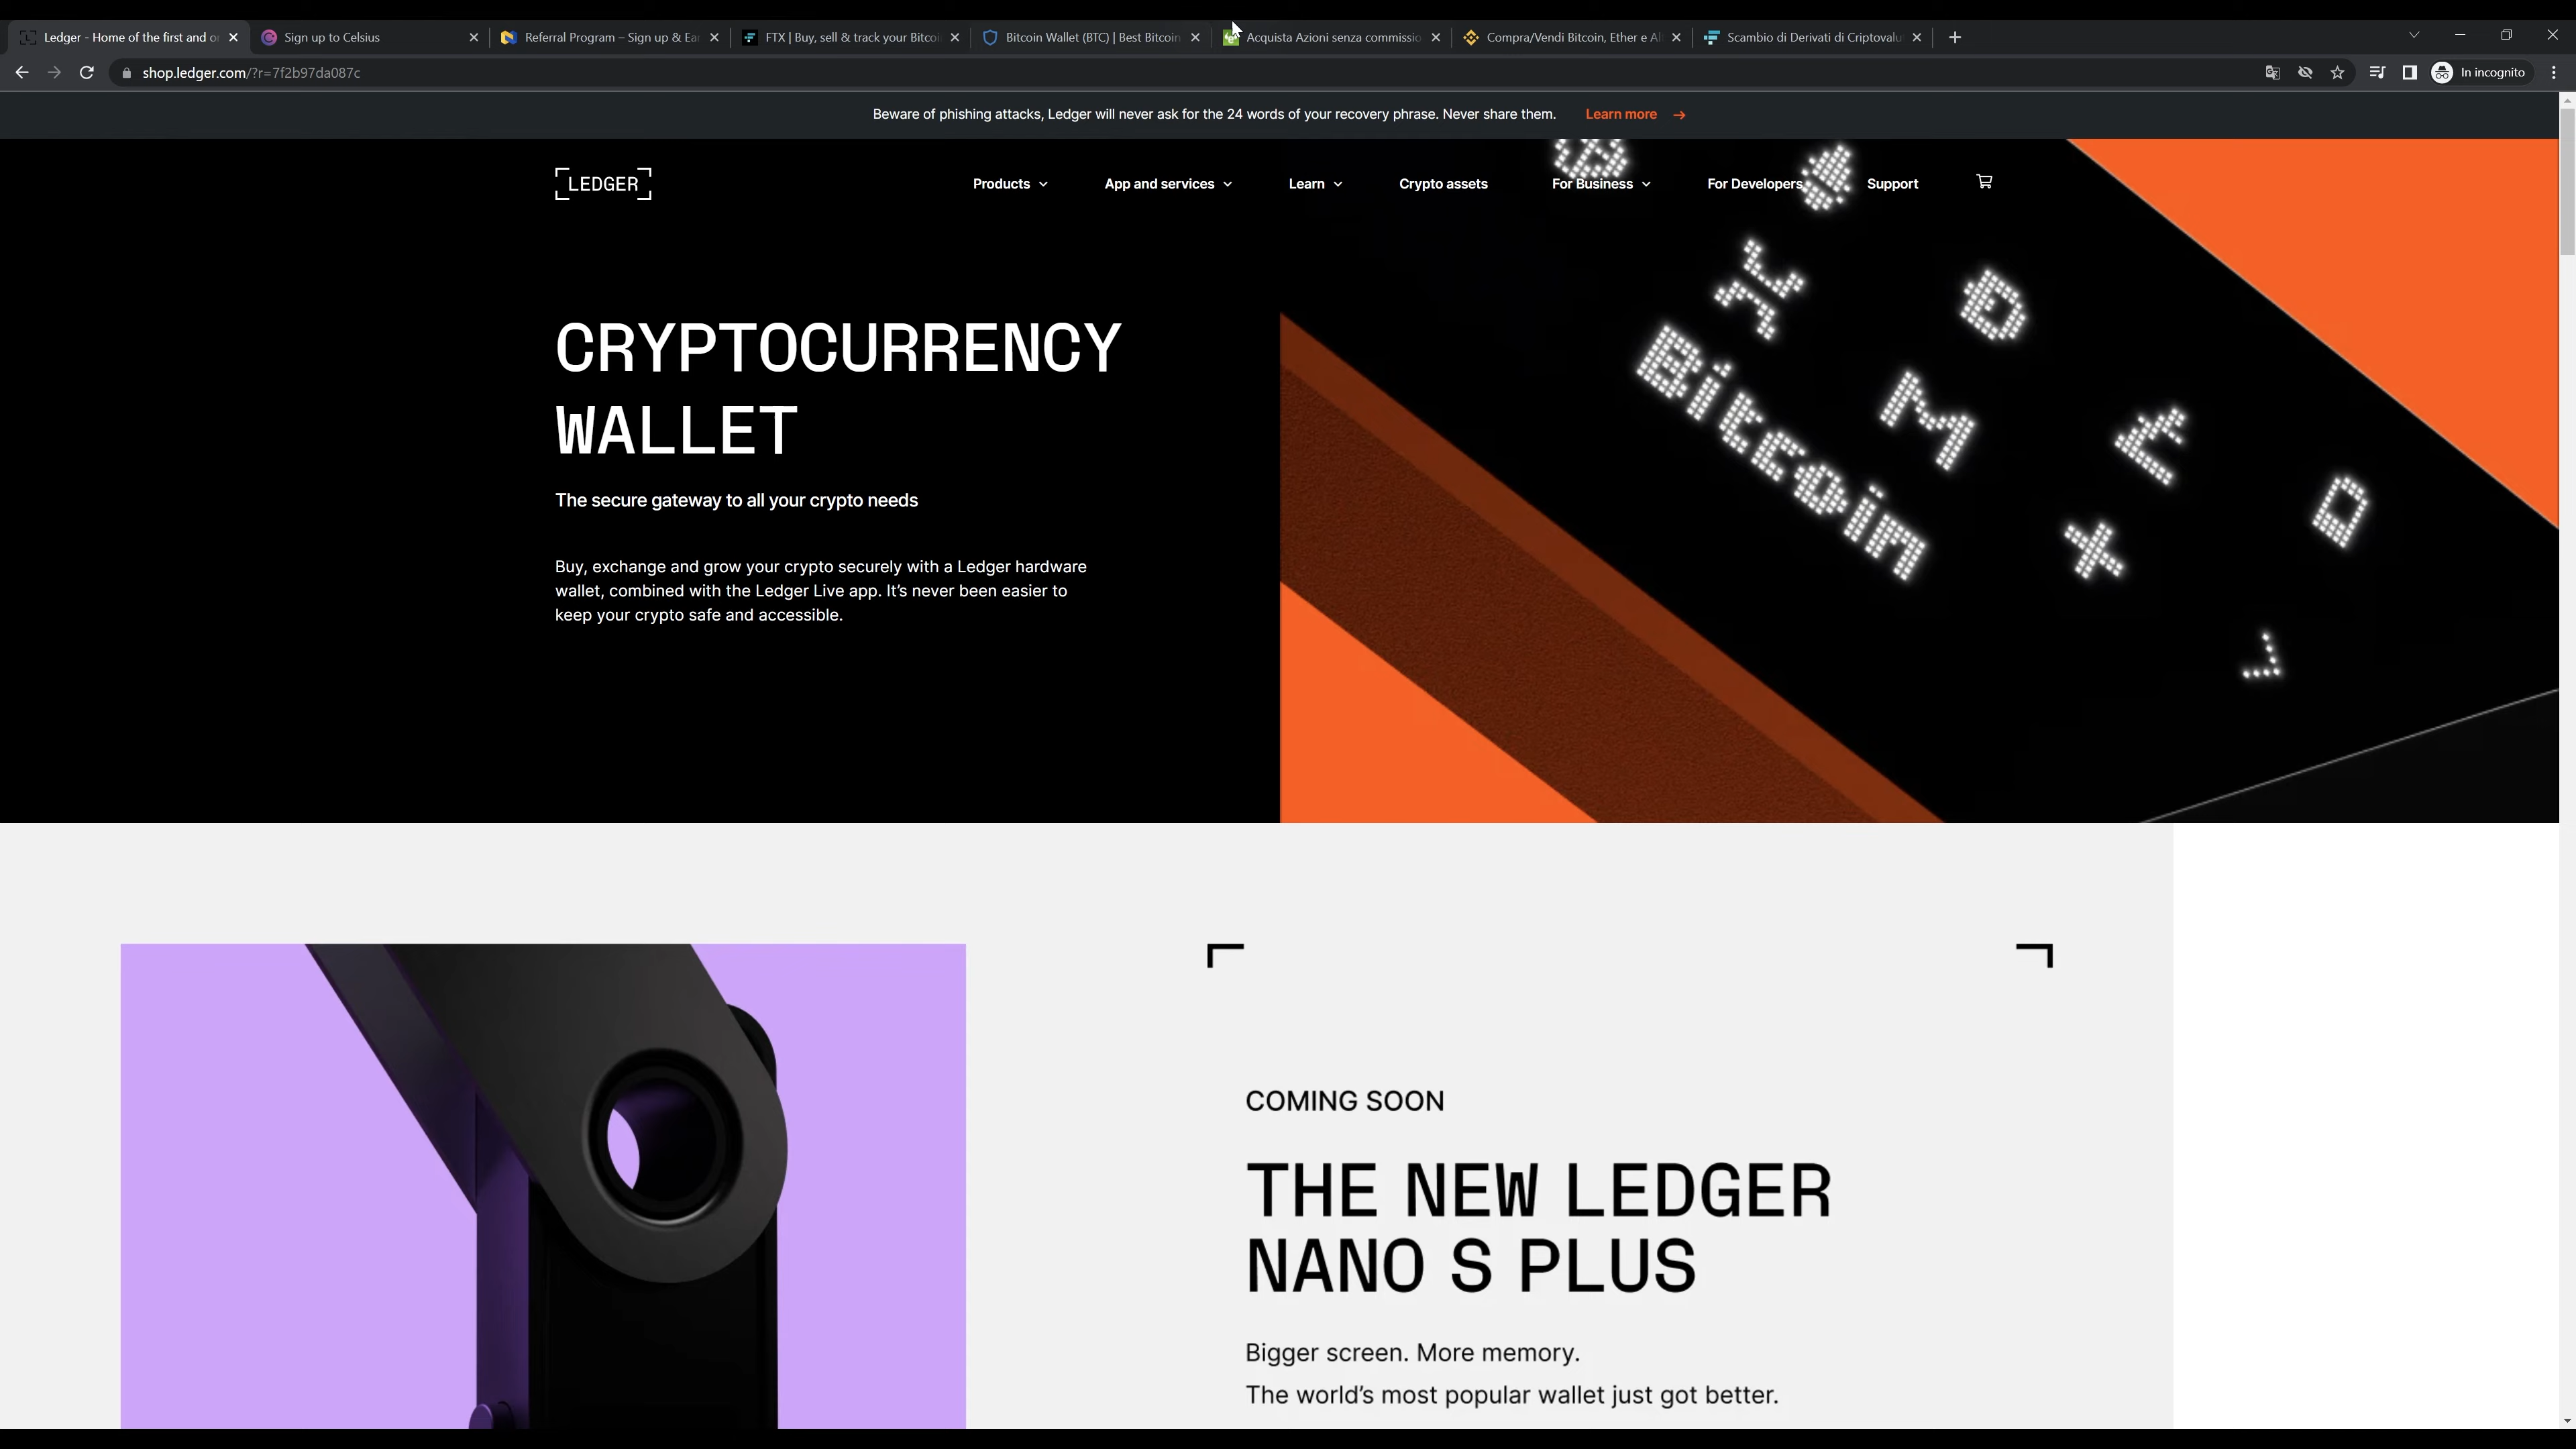 Ledger - Home of the first and o
Sign up to Celsius
Referral Program – Sign up & Ear
FTX | Buy, sell & track your Bitcoi
Bitcoin Wallet (BTC) | Best Bitcoin
Acquista Azioni senza commissio
Compra/Vendi Bitcoin, Ether e Al
Scambio di Derivati di Criptovalu
shop.ledger.com/?r=7f2b97da087c
In incognito
Beware of phishing attacks, Ledger will never ask for the 24 words of your recovery phrase. Never share them. Learn more →
LEDGER
Products
App and services
Learn
Crypto assets
For Business
For Developers
Support
CRYPTOCURRENCY
WALLET
The secure gateway to all your crypto needs
Buy, exchange and grow your crypto securely with a Ledger hardware
wallet, combined with the Ledger Live app. It's never been easier to
keep your crypto safe and accessible.
Bitcoin
COMING SOON
THE NEW LEDGER
NANO S PLUS
Bigger screen. More memory.
The world's most popular wallet just got better.